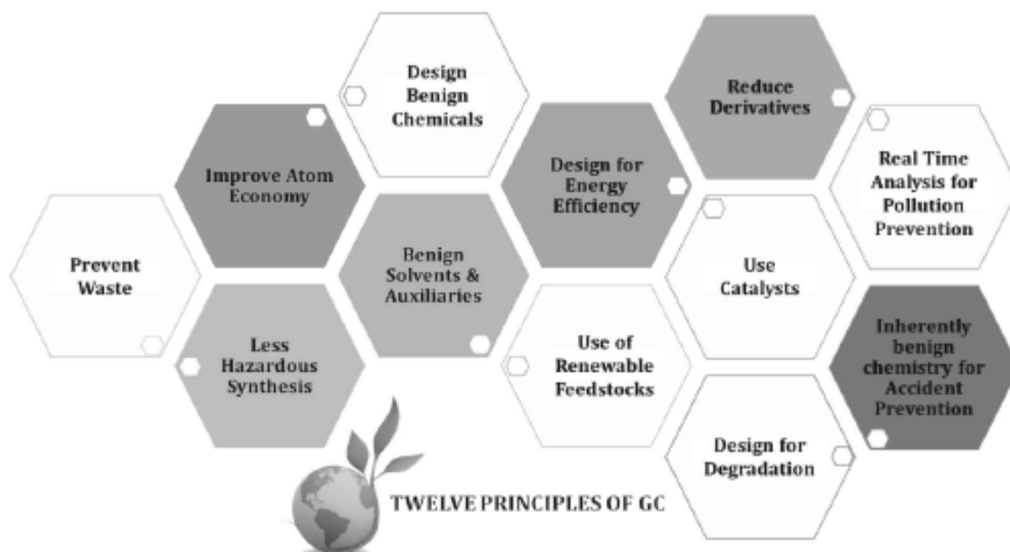 Prevent
Waste
Improve Atom
Economy
Less
Hazardous
Synthesis
Design
Benign
Chemicals
Benign
Solvents &
Auxiliaries
Design for
Energy
Efficiency
Use of
Renewable
Feedstocks
Reduce
Derivatives
Use
Catalysts
Design for
Degradation
Real Time
Analysis for
Pollution
Prevention
Inherently
benign
chemistry for
Accident
Prevention
TWELVE PRINCIPLES OF GC